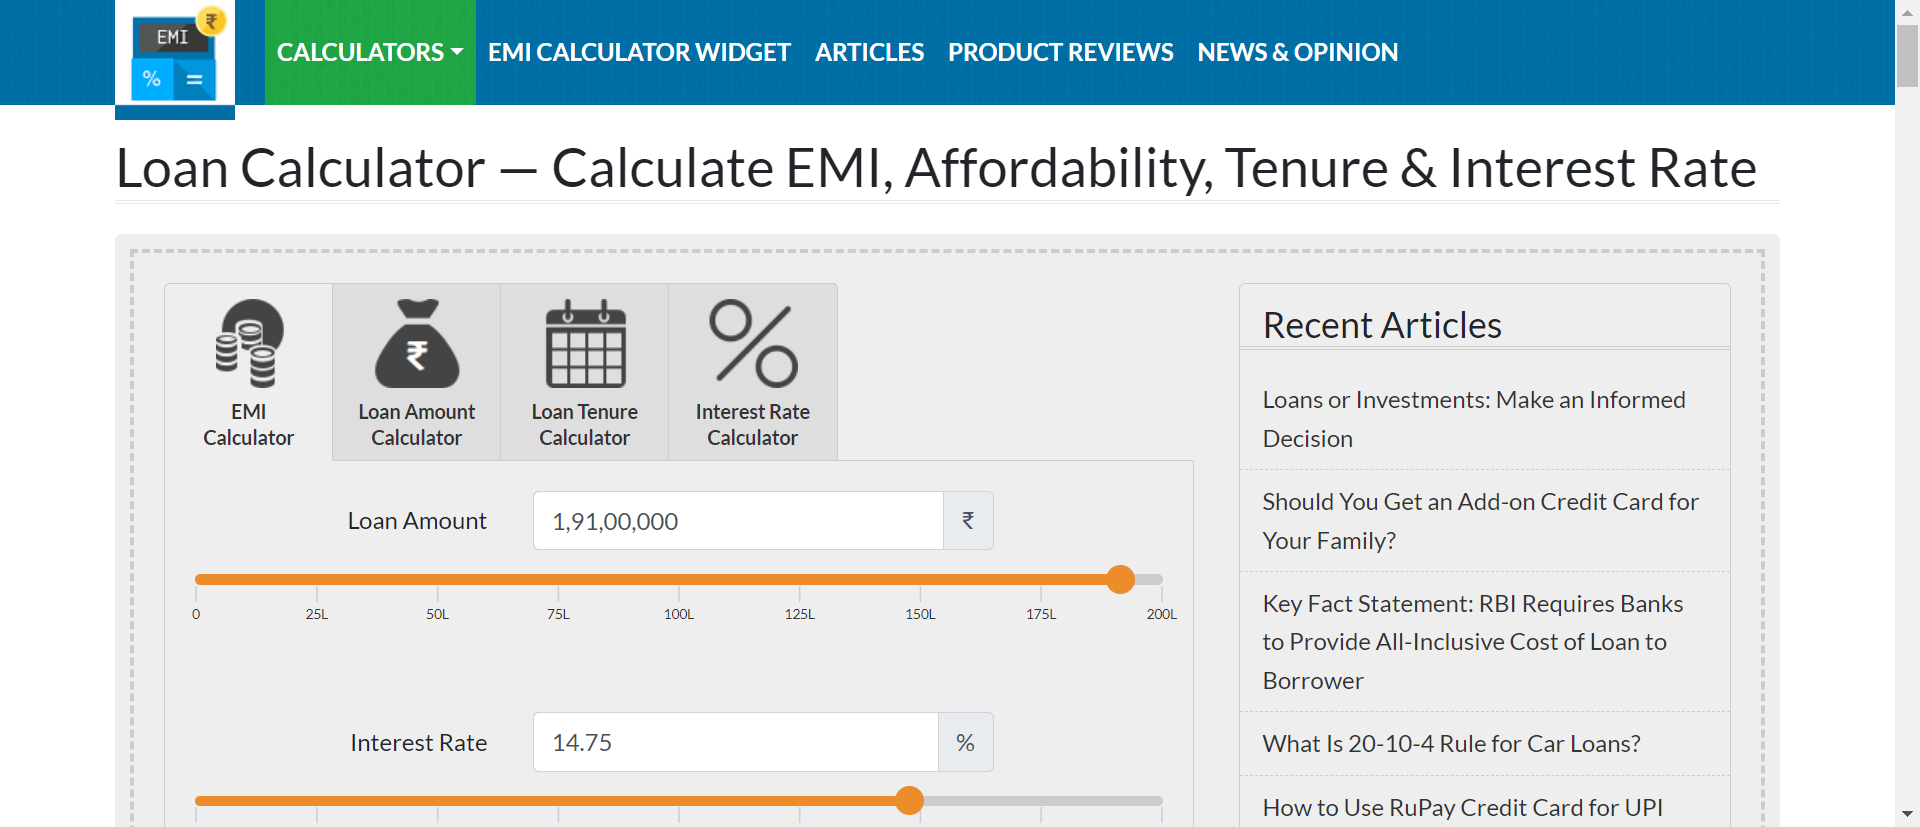 EMI
₹
%
=
CALCULATORS
EMI CALCULATOR WIDGET
ARTICLES
PRODUCT REVIEWS
NEWS & OPINION
Loan Calculator — Calculate EMI, Affordability, Tenure & Interest Rate
EMI
Calculator
₹
Loan Amount
Calculator
Loan Tenure
Calculator
Interest Rate
Calculator
Loan Amount
1,91,00,000
₹
0
25L
50L
75L
100L
125L
150L
175L
200L
Interest Rate
14.75
%
Recent Articles
Loans or Investments: Make an Informed
Decision
Should You Get an Add-on Credit Card for
Your Family?
Key Fact Statement: RBI Requires Banks
to Provide All-Inclusive Cost of Loan to
Borrower
What Is 20-10-4 Rule for Car Loans?
How to Use RuPay Credit Card for UPI